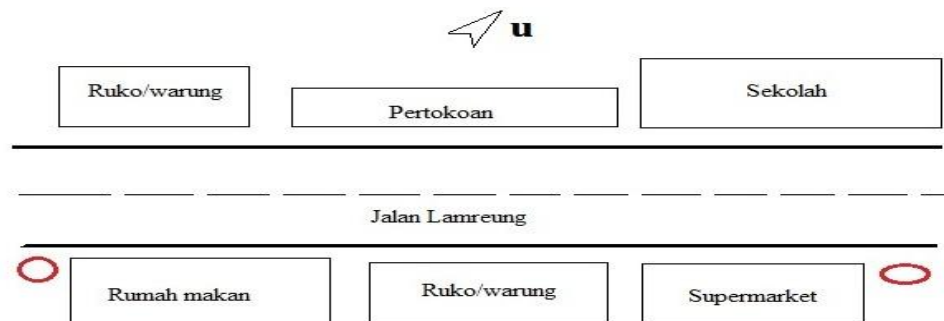 u
Ruko/warung
Pertokoan
Sekolah
Jalan Lamreung
Rumah makan
Ruko/warung
Supermarket